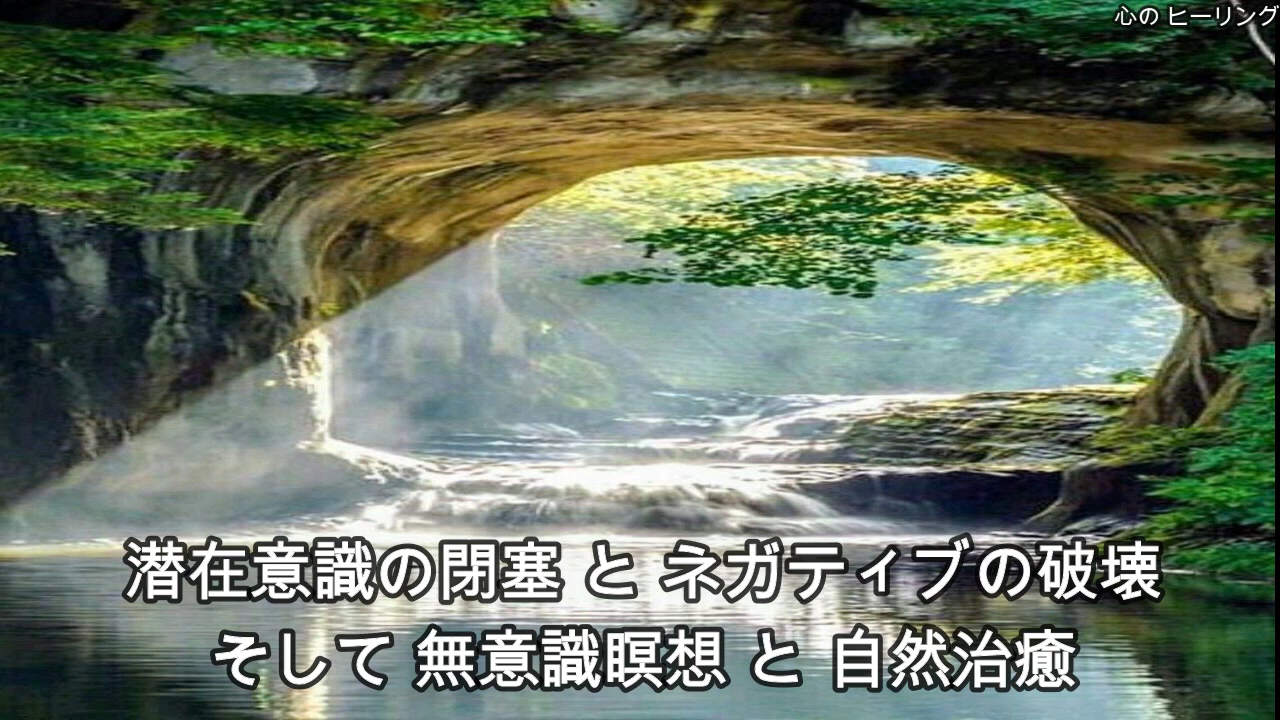 心の ヒーリング
潜在意識の閉塞 と ネガティブの破壊
そして 無意識瞑想 と 自然治癒